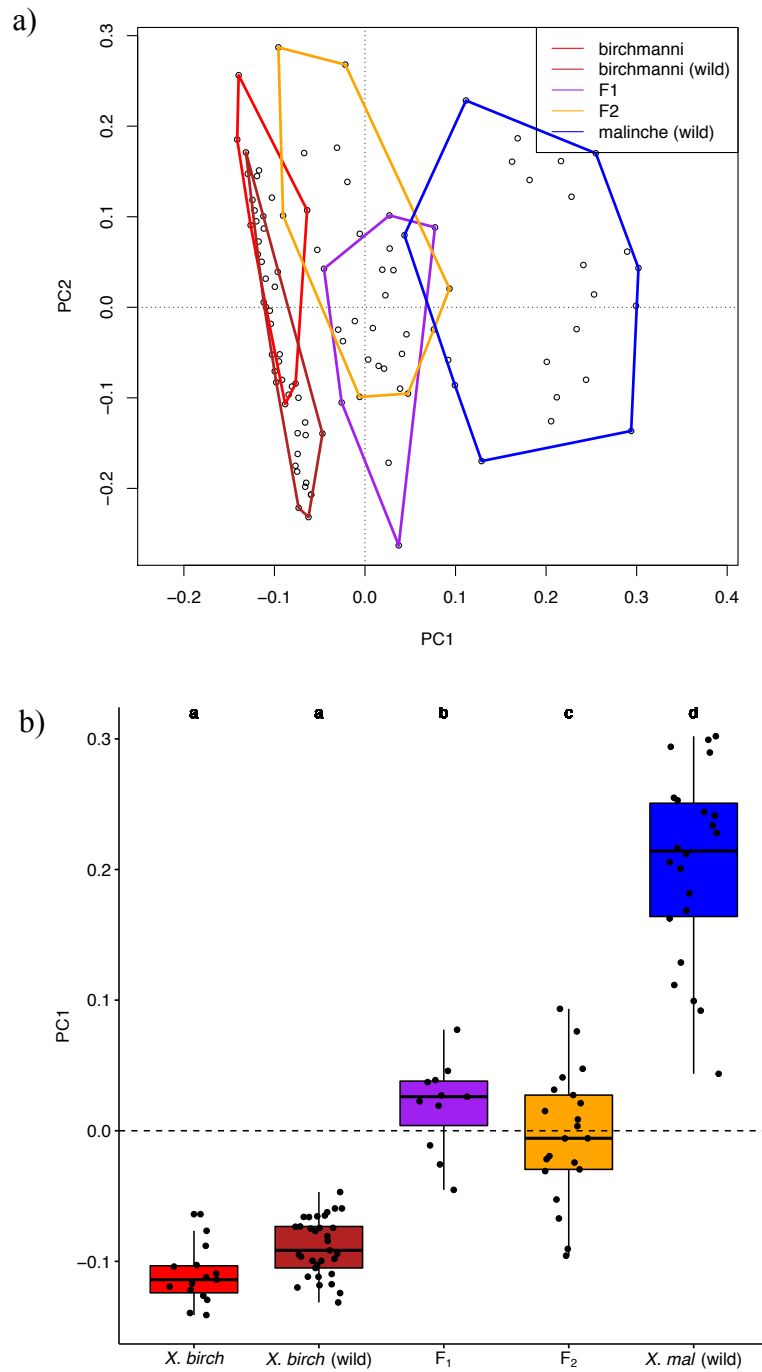 a)
0.3
0.2
0.1
0.0
−0.1
−0.2
PC2
birchmanni
birchmanni (wild)
F1
F2
malinche (wild)
−0.2
−0.1
0.0
0.1
0.2
0.3
0.4
PC1
b)
a
a
b
c
d
0.3
0.2
0.1
0.0
−0.1
PC1
X. birch
X. birch (wild)
F₁
F₂
X. mal (wild)